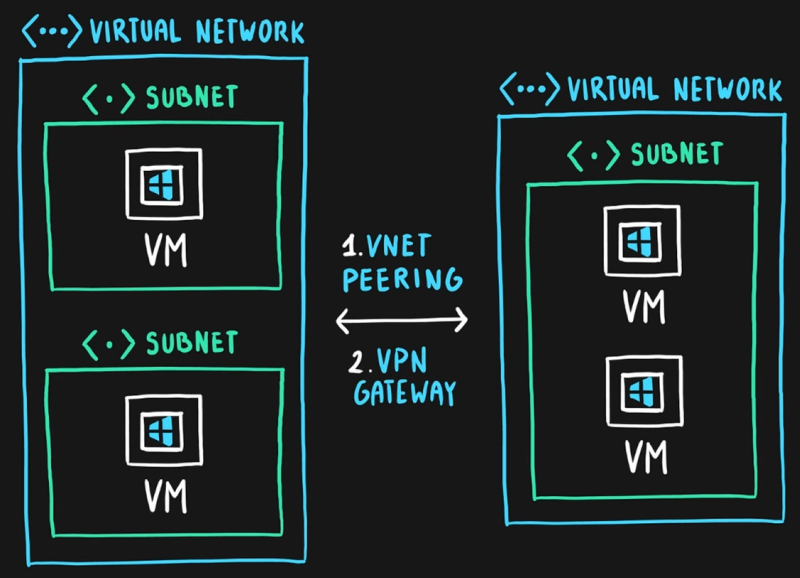 <···> VIRTUAL NETWORK
<·> SUBNET
VM
<·> SUBNET
VM
1. VNET
PEERING
2. VPN
GATEWAY
<···> VIRTUAL NETWORK
<·> SUBNET
VM
VM